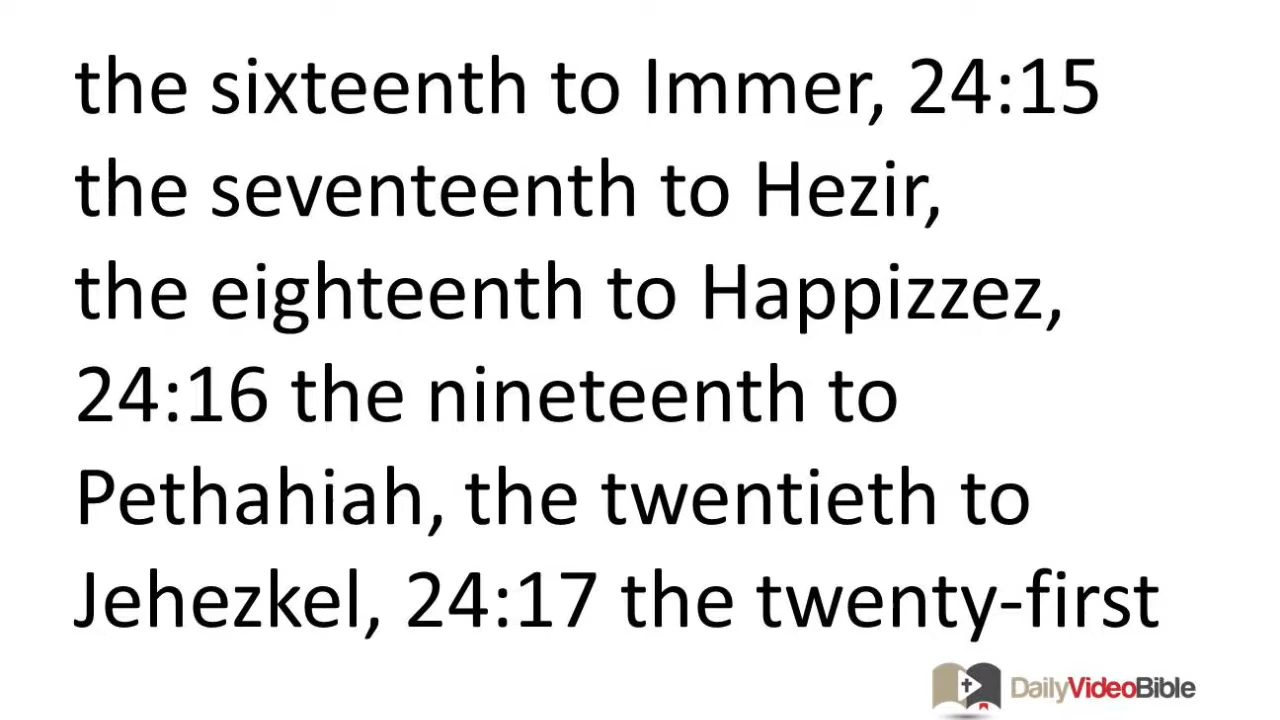 the sixteenth to Immer, 24:15
the seventeenth to Hezir,
the eighteenth to Happizzez,
24:16 the nineteenth to
Pethahiah, the twentieth to
Jehezkel, 24:17 the twenty-first
DailyVideoBible